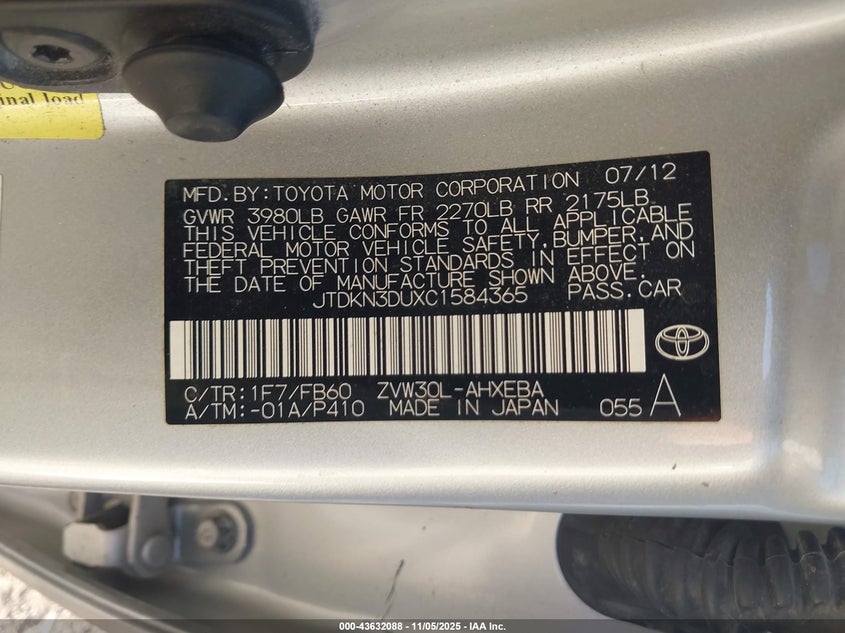 inal load
MFD.BY:TOYOTA MOTOR CORPORATION 07/12
GVWR 3980LB GAWR FR 2270LB RR 2175LB
THIS VEHICLE CONFORMS TO ALL APPLICABLE
FEDERAL MOTOR VEHICLE SAFETY,BUMPER,AND
THEFT PREVENTION STANDARDS IN EFFECT ON
THE DATE OF MANUFACTURE SHOWN ABOVE.
JTDKN3DUXC1584365 PASS.CAR
C/TR:1F7/FB60 ZVW30L-AHXEBA
A/TM:-01A/P410 MADE IN JAPAN 055 A
000-43632088 - 11/05/2025 - IAA Inc.